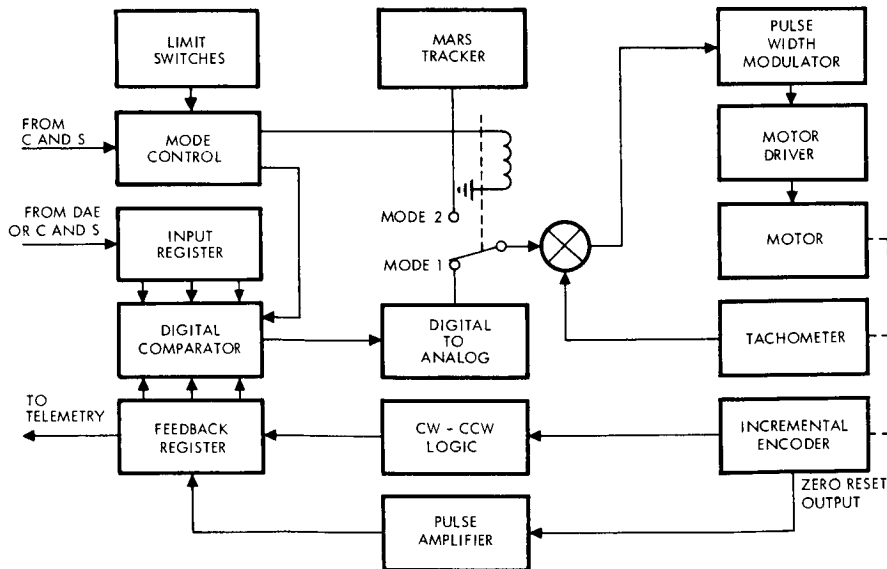 LIMIT
SWITCHES
MARS
TRACKER
PULSE
WIDTH
MODULATOR
FROM
C AND S
MODE
CONTROL
MOTOR
DRIVER
FROM DAE
OR C AND S
INPUT
REGISTER
MODE 2
MODE 1
MOTOR
DIGITAL
COMPARATOR
DIGITAL
TO
ANALOG
TACHOMETER
TO
TELEMETRY
FEEDBACK
REGISTER
CW - CCW
LOGIC
INCREMENTAL
ENCODER
ZERO RESET
OUTPUT
PULSE
AMPLIFIER